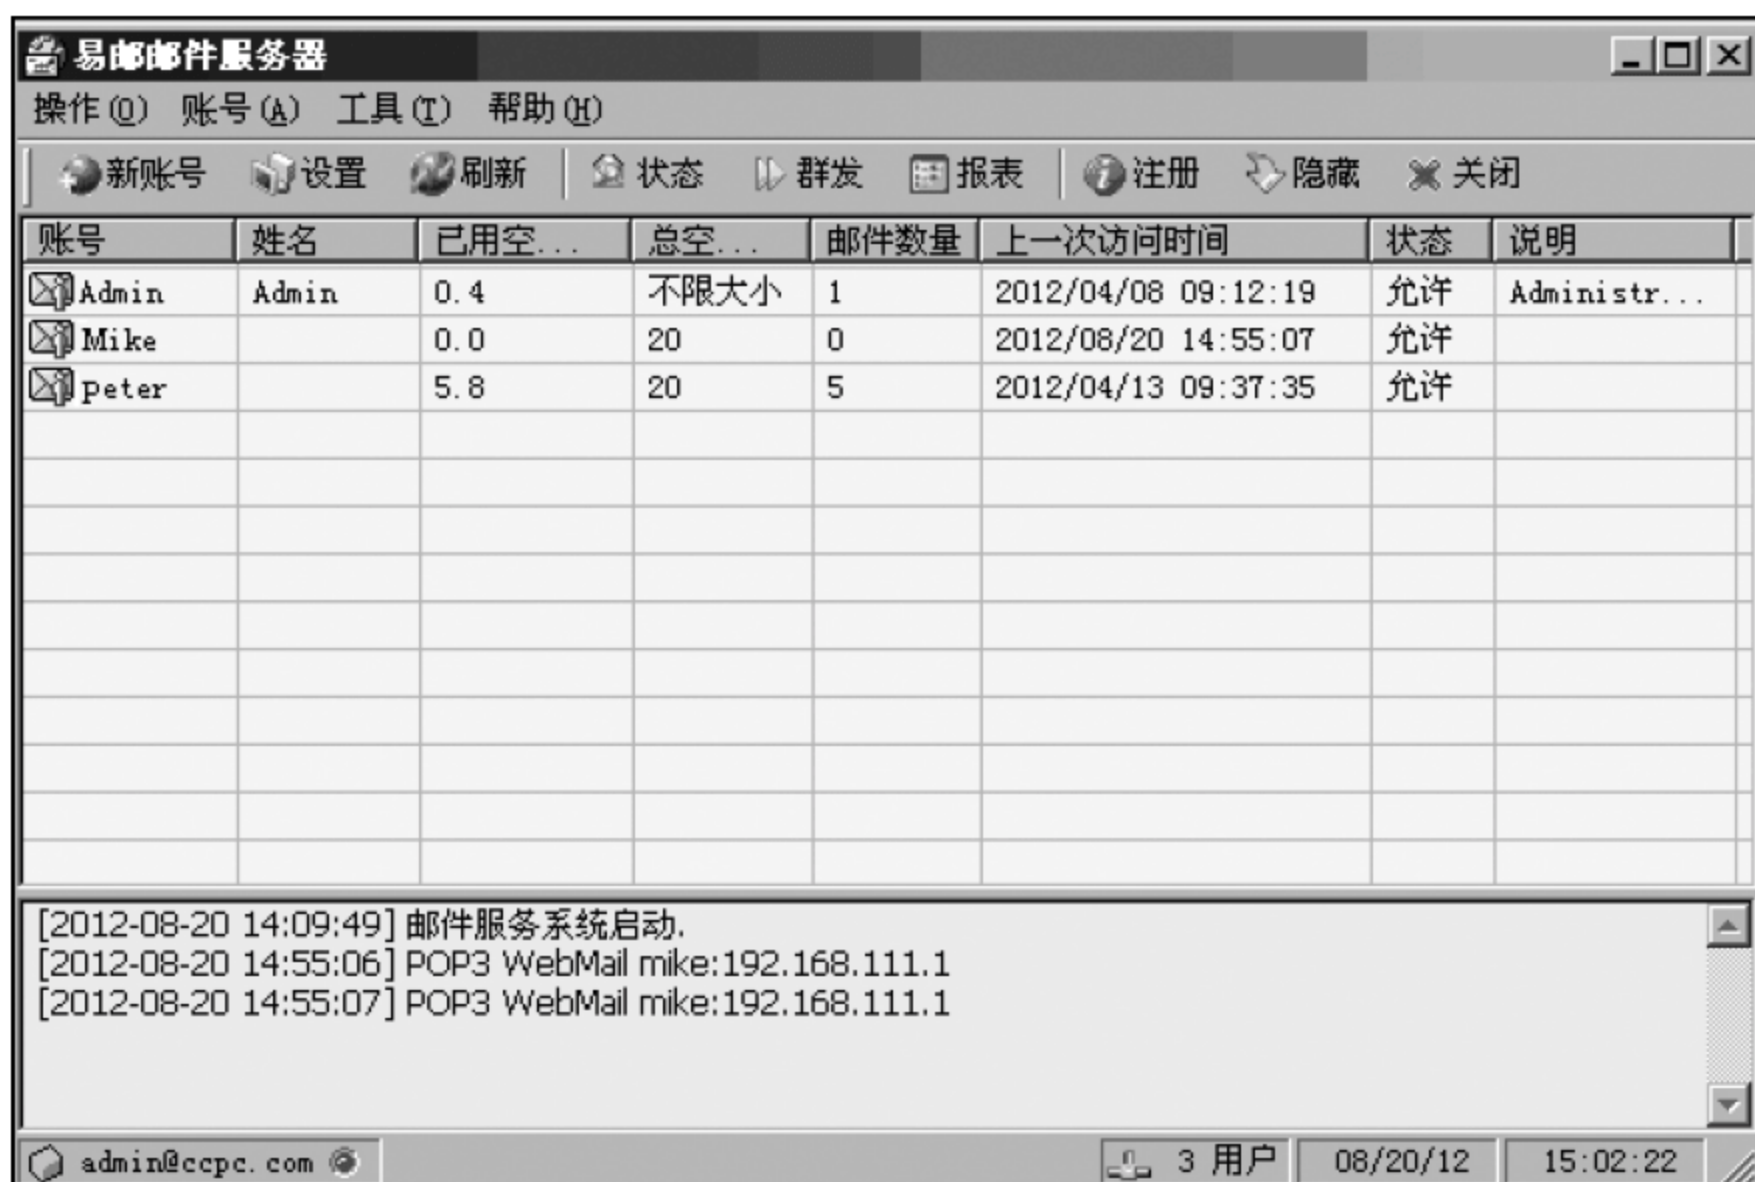 易邮邮件服务器
操作(O) 账号(A) 工具(T) 帮助(H)
新账号 设置 刷新 状态 群发 报表 注册 隐藏 关闭
账号 姓名 已用空... 总空... 邮件数量 上一次访问时间 状态 说明
Admin Admin 0.4 不限大小 1 2012/04/08 09:12:19 允许 Administr...
Mike 0.0 20 0 2012/08/20 14:55:07 允许
peter 5.8 20 5 2012/04/13 09:37:35 允许
[2012-08-20 14:09:49] 邮件服务系统启动.
[2012-08-20 14:55:06] POP3 WebMail mike:192.168.111.1
[2012-08-20 14:55:07] POP3 WebMail mike:192.168.111.1
admin@ccpc.com 3 用户 08/20/12 15:02:22